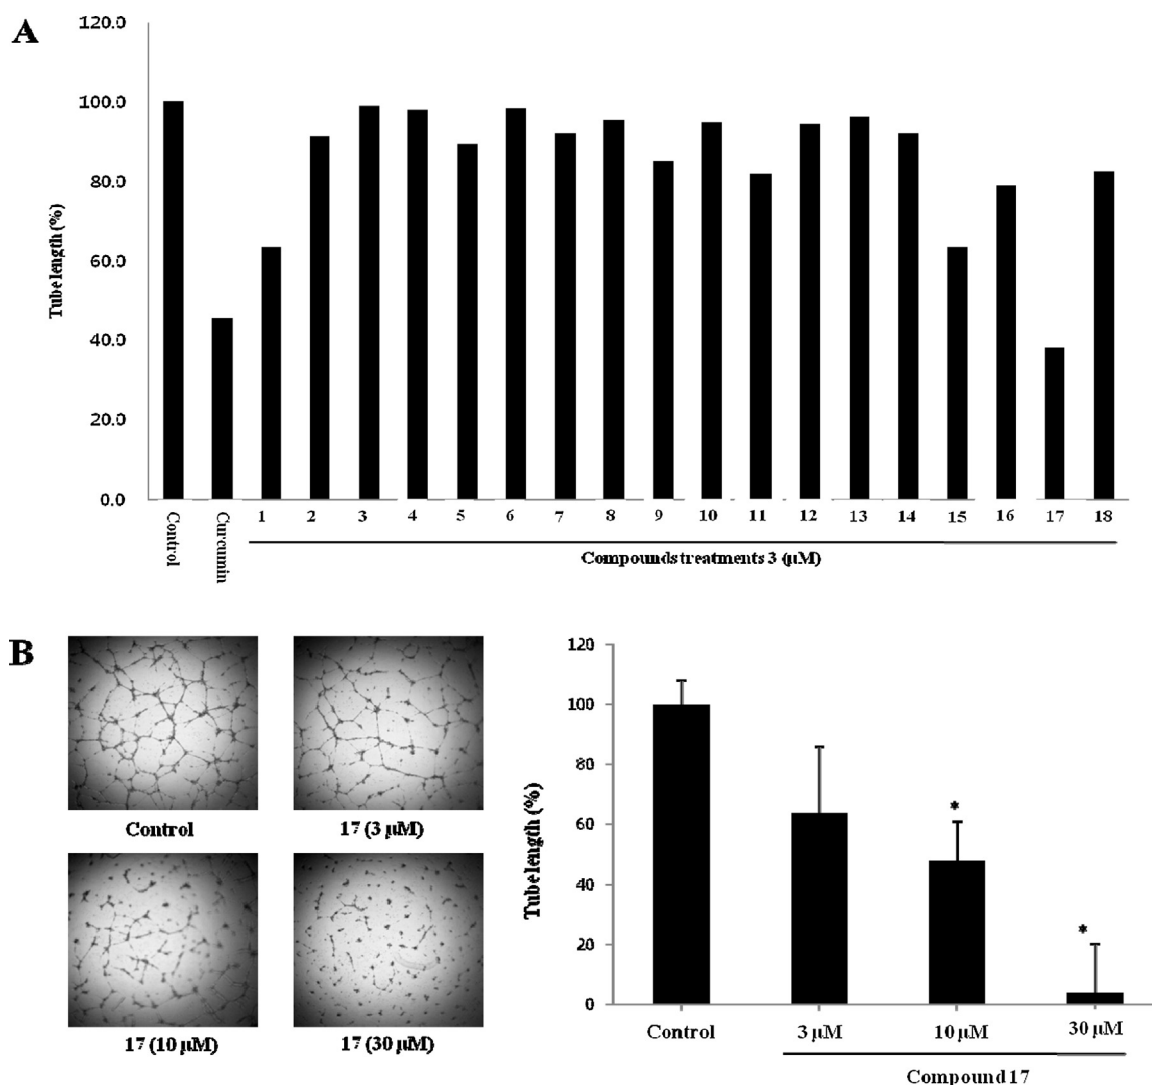 A
120.0
100.0
80.0
60.0
40.0
20.0
0.0
Tube length (%)
Control
Curcumin
1 2 3 4 5 6 7 8 9 10 11 12 13 14 15 16 17 18
Compounds treatments 3 (μM)
B
Control
17 (3 μM)
17 (10 μM)
17 (30 μM)
120
100
80
60
40
20
0
Tube length (%)
*
*
Control 3 μM 10 μM 30 μM
Compound 17